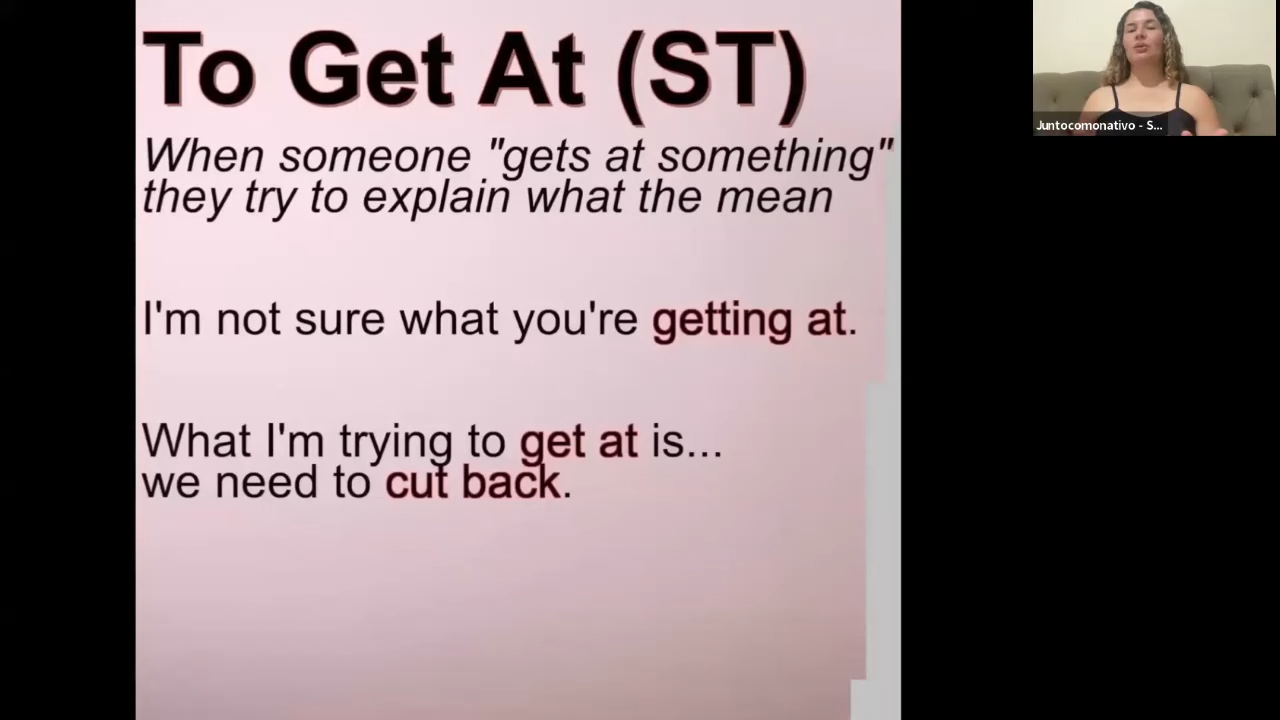 To Get At (ST)
When someone "gets at something"
they try to explain what the mean
I'm not sure what you're getting at.
What I'm trying to get at is...
we need to cut back.
Juntocomonativo - S...